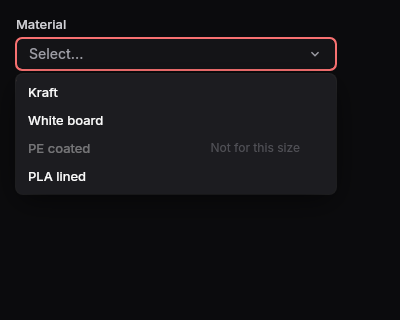 Material
Select...
Kraft
White board
PE coated Not for this size
PLA lined